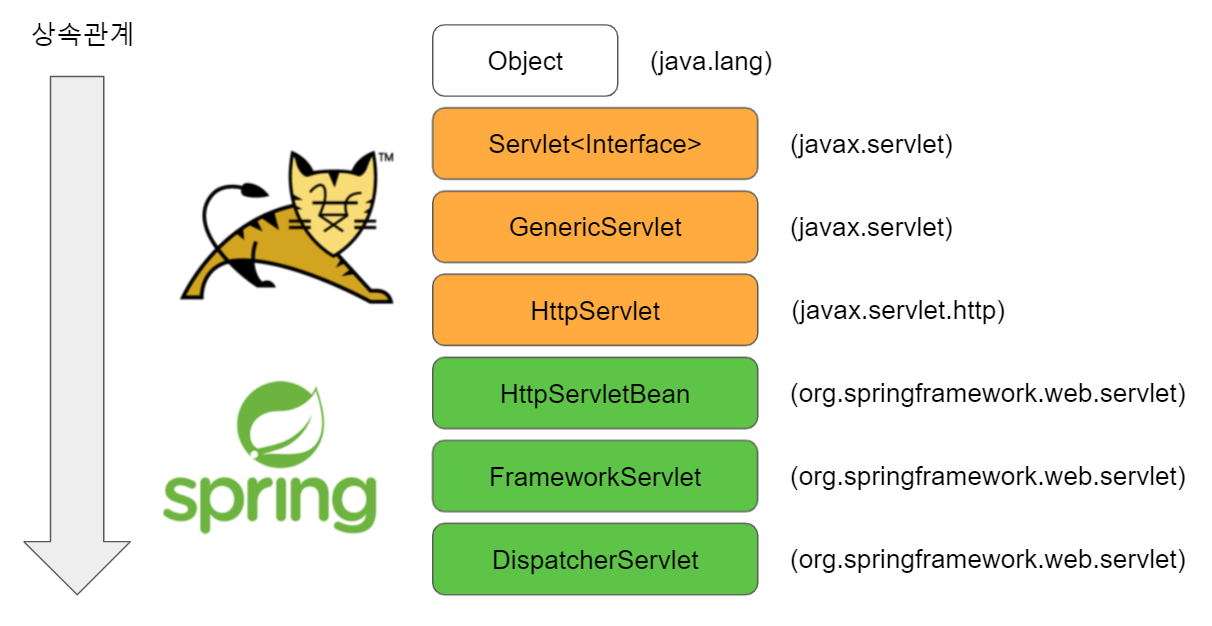 상속관계
Object (java.lang)
Servlet<Interface> (javax.servlet)
TM
GenericServlet (javax.servlet)
HttpServlet (javax.servlet.http)
HttpServletBean (org.springframework.web.servlet)
spring
FrameworkServlet (org.springframework.web.servlet)
DispatcherServlet (org.springframework.web.servlet)